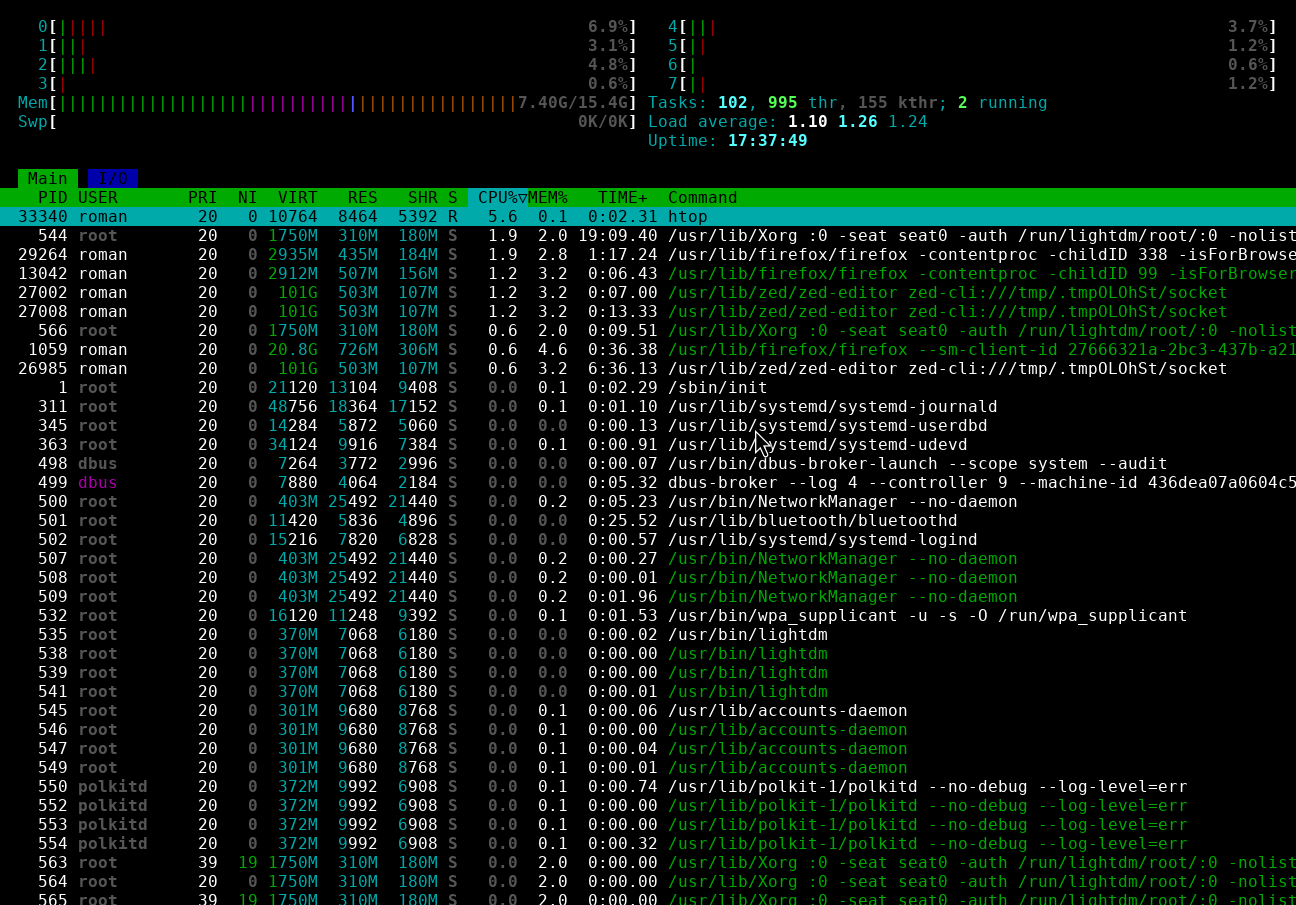 0[||||| 6.9%] 4[||| 3.7%]
1[||| 3.1%] 5[|| 1.2%]
2[|||| 4.8%] 6[| 0.6%]
3[| 0.6%] 7[|| 1.2%]
Mem[||||||||||||||||||||||||||||||||||||||||||||||7.40G/15.4G] Tasks: 102, 995 thr, 155 kthr; 2 running
Swp[ 0K/0K] Load average: 1.10 1.26 1.24
Uptime: 17:37:49
Main I/O
PID USER PRI NI VIRT RES SHR S CPU%▽MEM% TIME+ Command
33340 roman 20 0 10764 8464 5392 R 5.6 0.1 0:02.31 htop
544 root 20 0 1750M 310M 180M S 1.9 2.0 19:09.40 /usr/lib/Xorg :0 -seat seat0 -auth /run/lightdm/root/:0 -nolist
29264 roman 20 0 2935M 435M 184M S 1.9 2.8 1:17.24 /usr/lib/firefox/firefox -contentproc -childID 338 -isForBrowse
13042 roman 20 0 2912M 507M 156M S 1.2 3.2 0:06.43 /usr/lib/firefox/firefox -contentproc -childID 99 -isForBrowser
27002 roman 20 0 101G 503M 107M S 1.2 3.2 0:07.00 /usr/lib/zed/zed-editor zed-cli:///tmp/.tmpOLOhSt/socket
27008 roman 20 0 101G 503M 107M S 1.2 3.2 0:13.33 /usr/lib/zed/zed-editor zed-cli:///tmp/.tmpOLOhSt/socket
566 root 20 0 1750M 310M 180M S 0.6 2.0 0:09.51 /usr/lib/Xorg :0 -seat seat0 -auth /run/lightdm/root/:0 -nolist
1059 roman 20 0 20.8G 726M 306M S 0.6 4.6 0:36.38 /usr/lib/firefox/firefox --sm-client-id 27666321a-2bc3-437b-a21
26985 roman 20 0 101G 503M 107M S 0.6 3.2 6:36.13 /usr/lib/zed/zed-editor zed-cli:///tmp/.tmpOLOhSt/socket
1 root 20 0 21120 13104 9408 S 0.0 0.1 0:02.29 /sbin/init
311 root 20 0 48756 18364 17152 S 0.0 0.1 0:01.10 /usr/lib/systemd/systemd-journald
345 root 20 0 14284 5872 5060 S 0.0 0.0 0:00.13 /usr/lib/systemd/systemd-userdbd
363 root 20 0 34124 9916 7384 S 0.0 0.1 0:00.91 /usr/lib/systemd/systemd-udevd
498 dbus 20 0 7264 3772 2996 S 0.0 0.0 0:00.07 /usr/bin/dbus-broker-launch --scope system --audit
499 dbus 20 0 7880 4064 2184 S 0.0 0.0 0:05.32 dbus-broker --log 4 --controller 9 --machine-id 436dea07a0604c5
500 root 20 0 403M 25492 21440 S 0.0 0.2 0:05.23 /usr/bin/NetworkManager --no-daemon
501 root 20 0 11420 5836 4896 S 0.0 0.0 0:25.52 /usr/lib/bluetooth/bluetoothd
502 root 20 0 15216 7820 6828 S 0.0 0.0 0:00.57 /usr/lib/systemd/systemd-logind
507 root 20 0 403M 25492 21440 S 0.0 0.2 0:00.27 /usr/bin/NetworkManager --no-daemon
508 root 20 0 403M 25492 21440 S 0.0 0.2 0:00.01 /usr/bin/NetworkManager --no-daemon
509 root 20 0 403M 25492 21440 S 0.0 0.2 0:01.96 /usr/bin/NetworkManager --no-daemon
532 root 20 0 16120 11248 9392 S 0.0 0.1 0:01.53 /usr/bin/wpa_supplicant -u -s -O /run/wpa_supplicant
535 root 20 0 370M 7068 6180 S 0.0 0.0 0:00.02 /usr/bin/lightdm
538 root 20 0 370M 7068 6180 S 0.0 0.0 0:00.00 /usr/bin/lightdm
539 root 20 0 370M 7068 6180 S 0.0 0.0 0:00.00 /usr/bin/lightdm
541 root 20 0 370M 7068 6180 S 0.0 0.0 0:00.01 /usr/bin/lightdm
545 root 20 0 301M 9680 8768 S 0.0 0.1 0:00.06 /usr/lib/accounts-daemon
546 root 20 0 301M 9680 8768 S 0.0 0.1 0:00.00 /usr/lib/accounts-daemon
547 root 20 0 301M 9680 8768 S 0.0 0.1 0:00.04 /usr/lib/accounts-daemon
549 root 20 0 301M 9680 8768 S 0.0 0.1 0:00.01 /usr/lib/accounts-daemon
550 polkitd 20 0 372M 9992 6908 S 0.0 0.1 0:00.74 /usr/lib/polkit-1/polkitd --no-debug --log-level=err
552 polkitd 20 0 372M 9992 6908 S 0.0 0.1 0:00.00 /usr/lib/polkit-1/polkitd --no-debug --log-level=err
553 polkitd 20 0 372M 9992 6908 S 0.0 0.1 0:00.00 /usr/lib/polkit-1/polkitd --no-debug --log-level=err
554 polkitd 20 0 372M 9992 6908 S 0.0 0.1 0:00.32 /usr/lib/polkit-1/polkitd --no-debug --log-level=err
563 root 39 19 1750M 310M 180M S 0.0 2.0 0:00.00 /usr/lib/Xorg :0 -seat seat0 -auth /run/lightdm/root/:0 -nolist
564 root 20 0 1750M 310M 180M S 0.0 2.0 0:00.00 /usr/lib/Xorg :0 -seat seat0 -auth /run/lightdm/root/:0 -nolist
565 root 39 19 1750M 310M 180M S 0.0 2.0 0:00.00 /usr/lib/Xorg :0 -seat seat0 -auth /run/lightdm/root/:0 -nolist